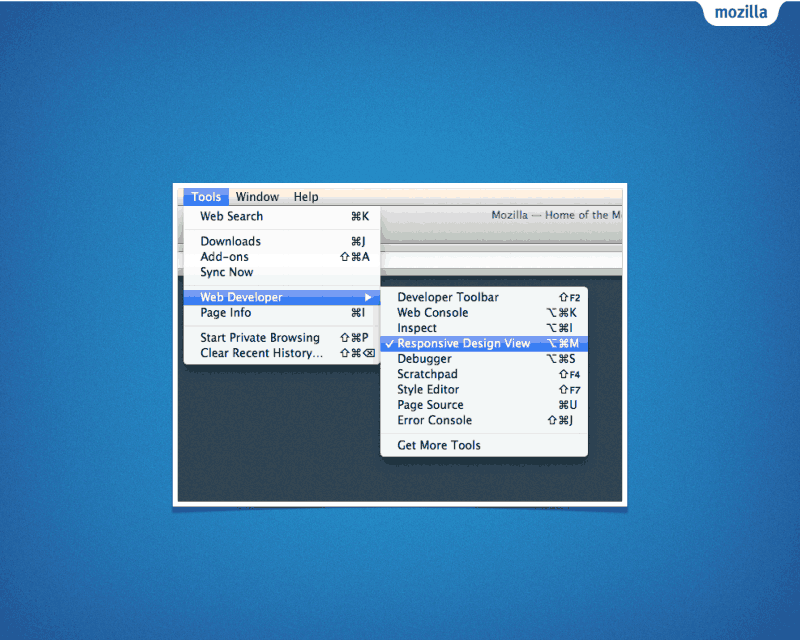 mozilla
Tools Window Help
Web Search ⌘K
Mozilla — Home of the M
Downloads ⌘J
Add-ons ⇧⌘A
Sync Now
Web Developer ▶
Page Info ⌘I
Start Private Browsing ⇧⌘P
Clear Recent History... ⇧⌘⌫
Developer Toolbar ⇧F2
Web Console ⌥⌘K
Inspect ⌥⌘I
✓ Responsive Design View ⌥⌘M
Debugger ⌥⌘S
Scratchpad ⇧F4
Style Editor ⇧F7
Page Source ⌘U
Error Console ⇧⌘J
Get More Tools